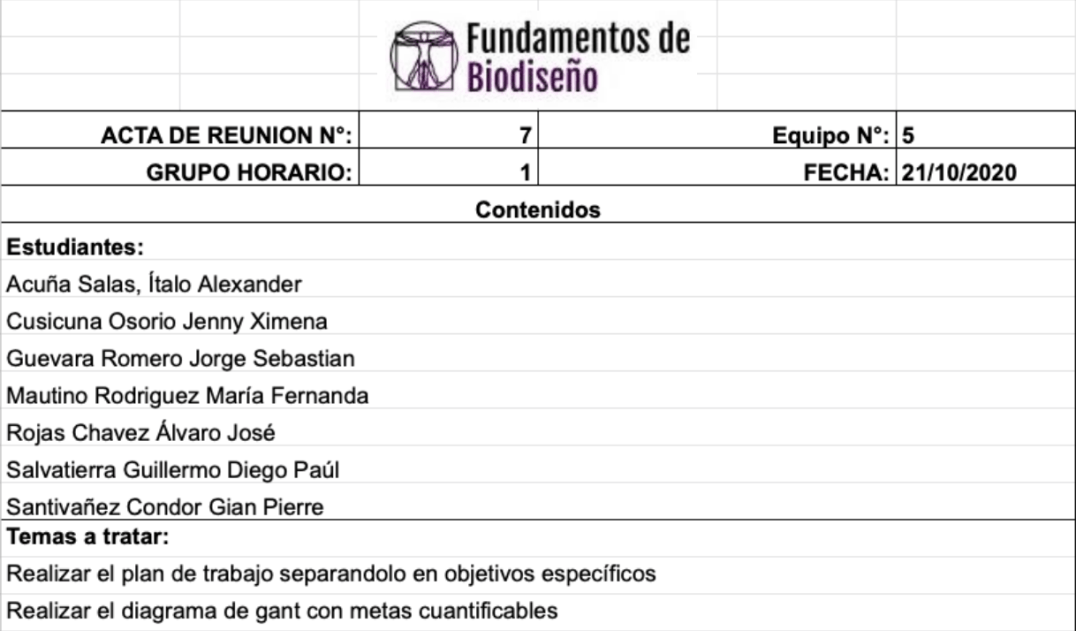 Fundamentos de
Biodiseño
ACTA DE REUNION N°: 7 Equipo N°: 5
GRUPO HORARIO: 1 FECHA: 21/10/2020
Contenidos
Estudiantes:
Acuña Salas, Ítalo Alexander
Cusicuna Osorio Jenny Ximena
Guevara Romero Jorge Sebastian
Mautino Rodriguez María Fernanda
Rojas Chavez Álvaro José
Salvatierra Guillermo Diego Paúl
Santivañez Condor Gian Pierre
Temas a tratar:
Realizar el plan de trabajo separandolo en objetivos específicos
Realizar el diagrama de gant con metas cuantificables